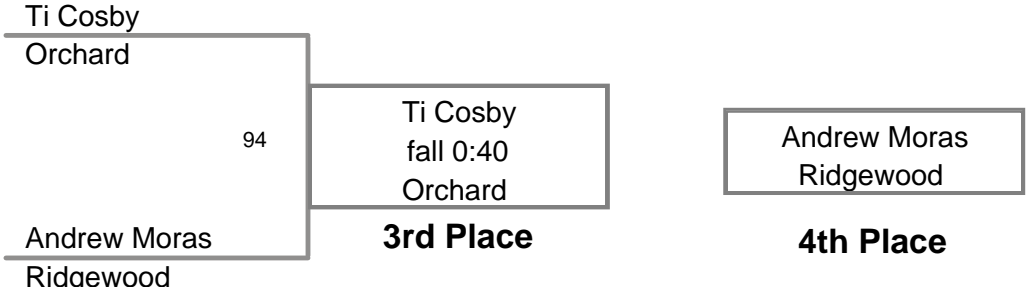 Ti Cosby
Orchard
94
Ti Cosby
fall 0:40
Orchard
3rd Place
Andrew Moras
Ridgewood
Andrew Moras
Ridgewood
4th Place